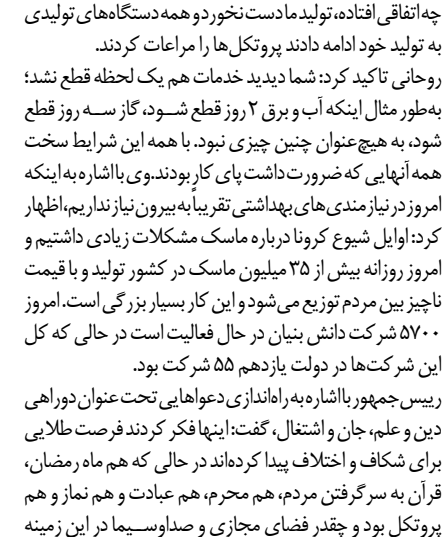 چه اتفاقی افتاده، تولید ما دست نخورد و همه دستگاه‌های تولیدی
به تولید خود ادامه دادند پروتکل‌ها را مراعات کردند.
روحانی تاکید کرد: شما دیدید خدمات هم یک لحظه قطع نشد؛
به‌طور مثال اینکه آب و برق ۲ روز قطع شود، گاز سه روز قطع
شود، به هیچ‌عنوان چنین چیزی نبود. با همه این شرایط سخت
همه آنهایی که ضرورت داشت پای کار بودند.وی با اشاره به اینکه
امروز در نیازمندی‌های بهداشتی تقریباً به بیرون نیاز نداریم، اظهار
کرد: اوایل شیوع کرونا درباره ماسک مشکلات زیادی داشتیم و
امروز روزانه بیش از ۳۵ میلیون ماسک در کشور تولید و با قیمت
ناچیز بین مردم توزیع می‌شود و این کار بسیار بزرگی است. امروز
۵۷۰۰ شرکت دانش بنیان در حال فعالیت است در حالی که کل
این شرکت‌ها در دولت یازدهم ۵۵ شرکت بود.
رییس‌جمهور با اشاره به راه‌اندازی دعواهایی تحت عنوان دوراهی
دین و علم، جان و اشتغال، گفت: اینها فکر کردند فرصت طلایی
برای شکاف و اختلاف پیدا کرده‌اند در حالی که هم ماه رمضان،
قرآن به سر گرفتن مردم، هم محرم، هم عبادت و هم نماز و هم
پروتکل بود و چقدر فضای مجازی و صداوسیما در این زمینه